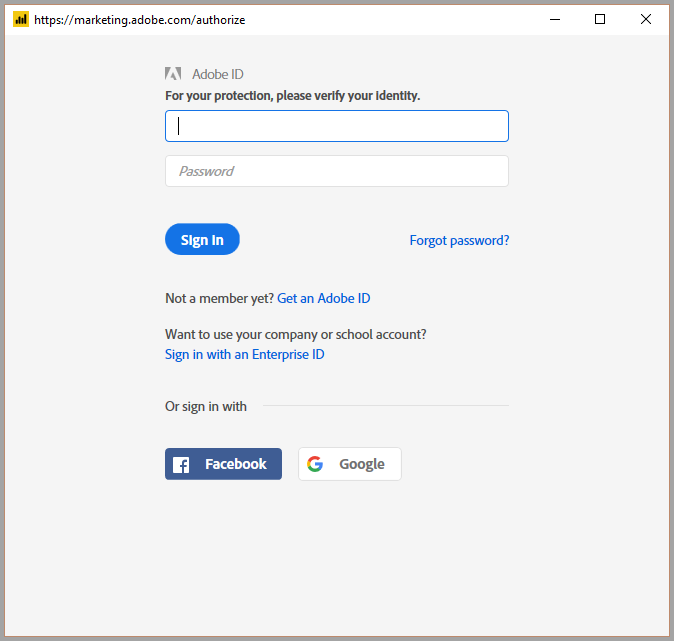 https://marketing.adobe.com/authorize
Adobe ID
For your protection, please verify your identity.
Password
Sign in
Forgot password?
Not a member yet? Get an Adobe ID
Want to use your company or school account?
Sign in with an Enterprise ID
Or sign in with
Facebook
Google